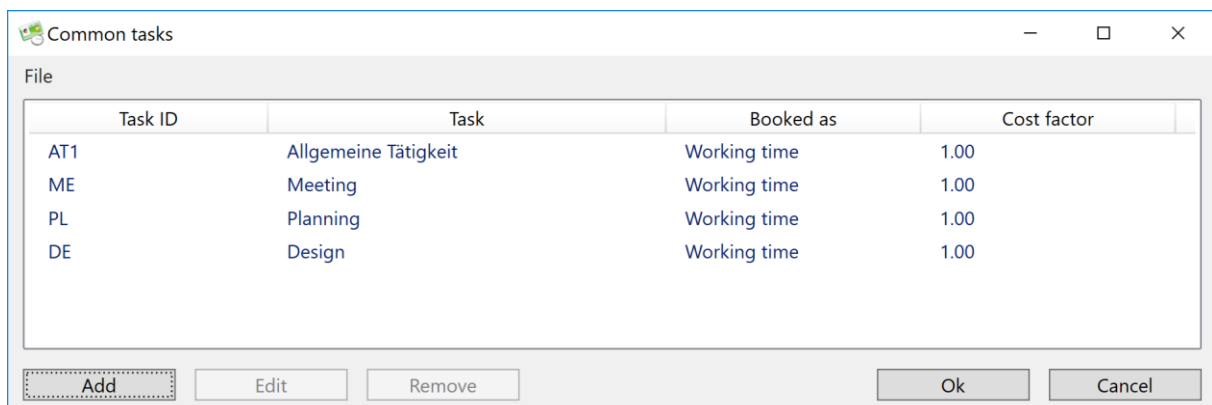 Common tasks
File
Task ID Task Booked as Cost factor
AT1 Allgemeine Tätigkeit Working time 1.00
ME Meeting Working time 1.00
PL Planning Working time 1.00
DE Design Working time 1.00
Add Edit Remove Ok Cancel